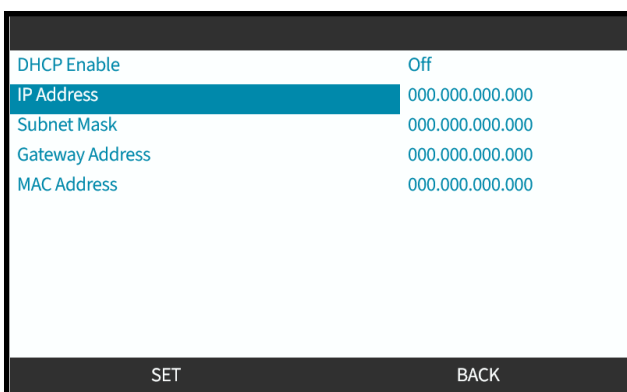 DHCP Enable Off
IP Address 000.000.000.000
Subnet Mask 000.000.000.000
Gateway Address 000.000.000.000
MAC Address 000.000.000.000
SET BACK